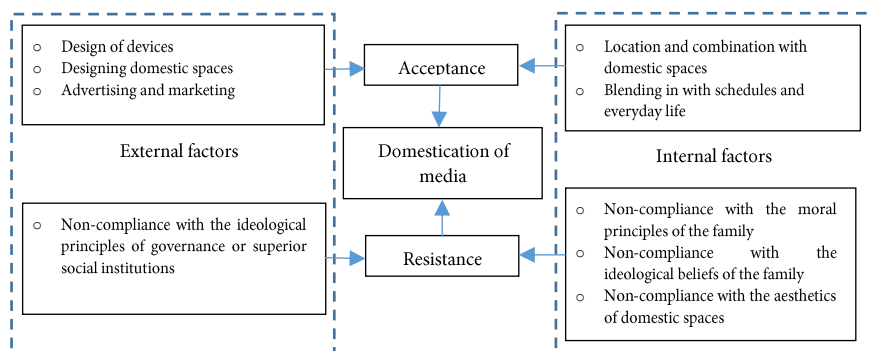 ○ Design of devices
○ Designing domestic spaces
○ Advertising and marketing
External factors
○ Non-compliance with the ideological
principles of governance or superior
social institutions
Acceptance
Domestication of
media
Resistance
○ Location and combination with
domestic spaces
○ Blending in with schedules and
everyday life
Internal factors
○ Non-compliance with the moral
principles of the family
○ Non-compliance with the
ideological beliefs of the family
○ Non-compliance with the aesthetics
of domestic spaces